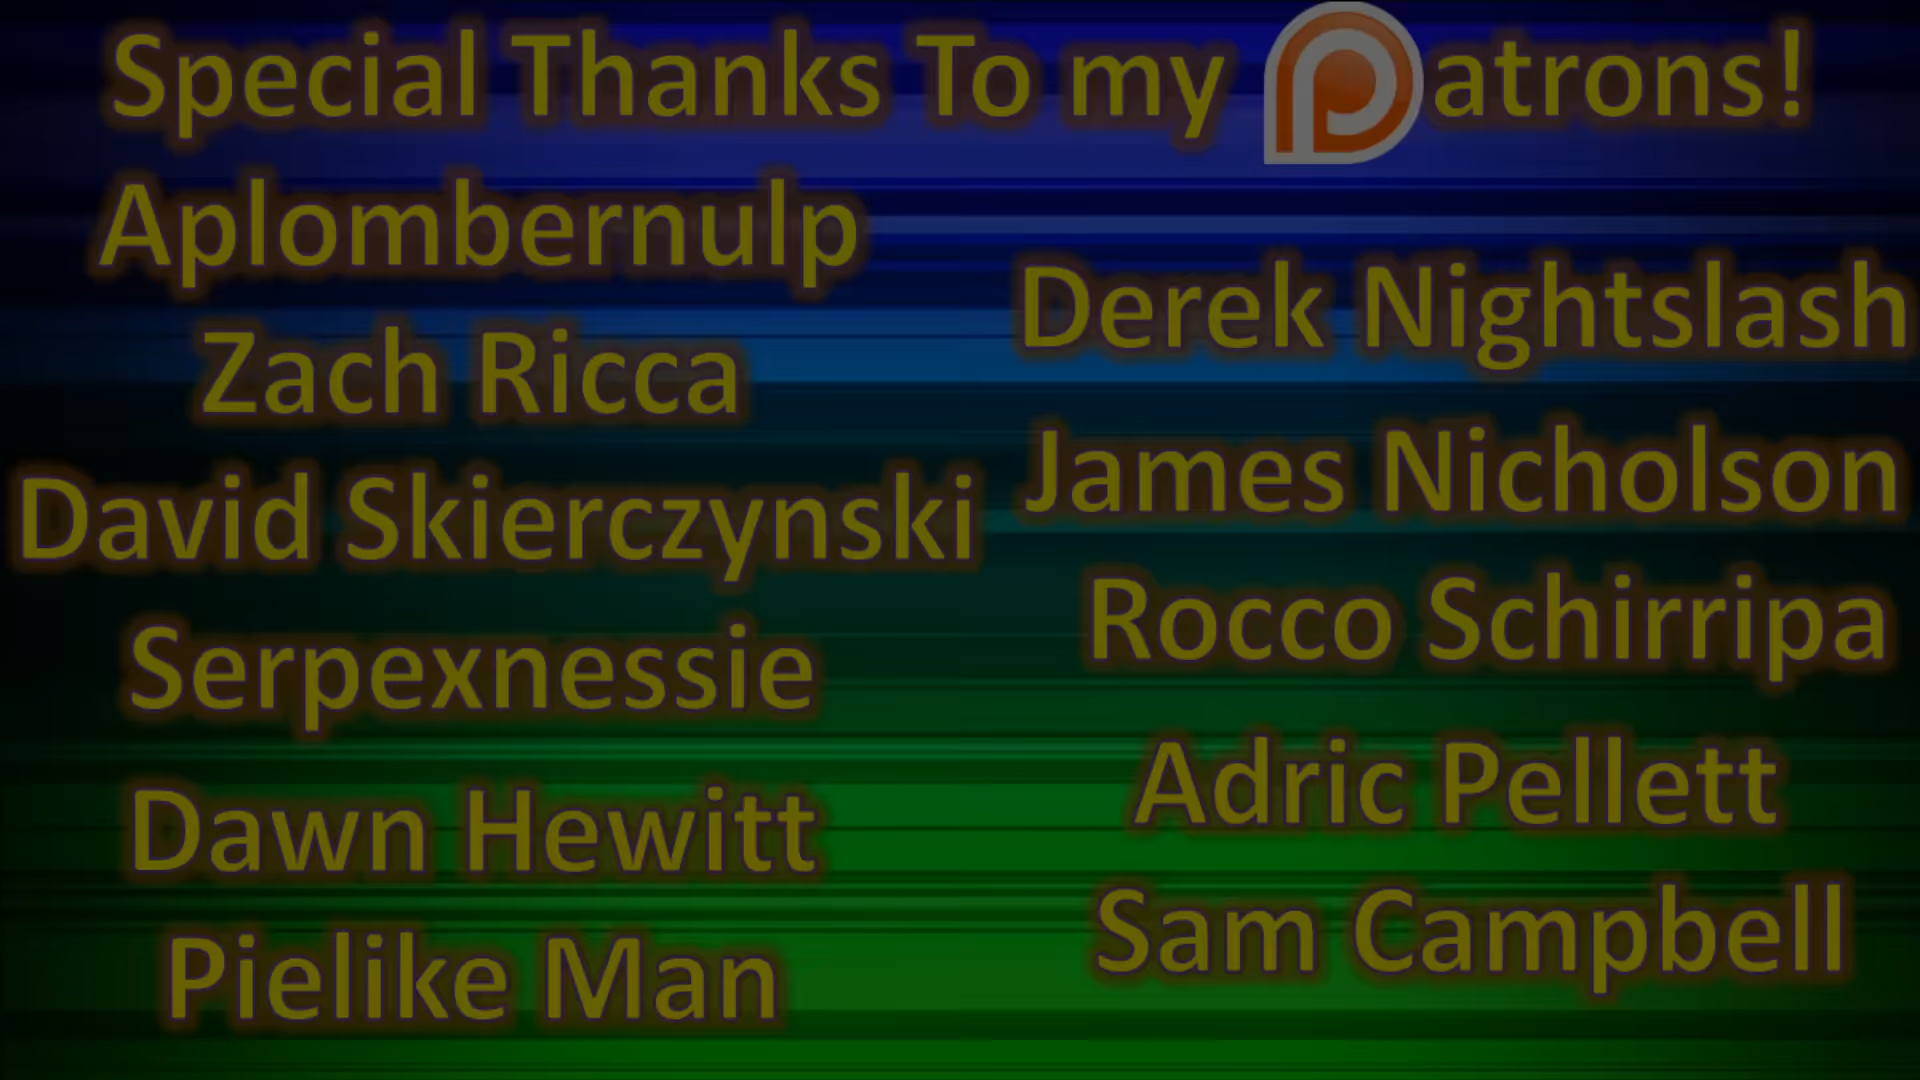 Special Thanks To my Patrons!
Aplombernulp
Zach Ricca
David Skierczynski
Serpexnessie
Dawn Hewitt
Pielike Man
Derek Nightslash
James Nicholson
Rocco Schirripa
Adric Pellett
Sam Campbell